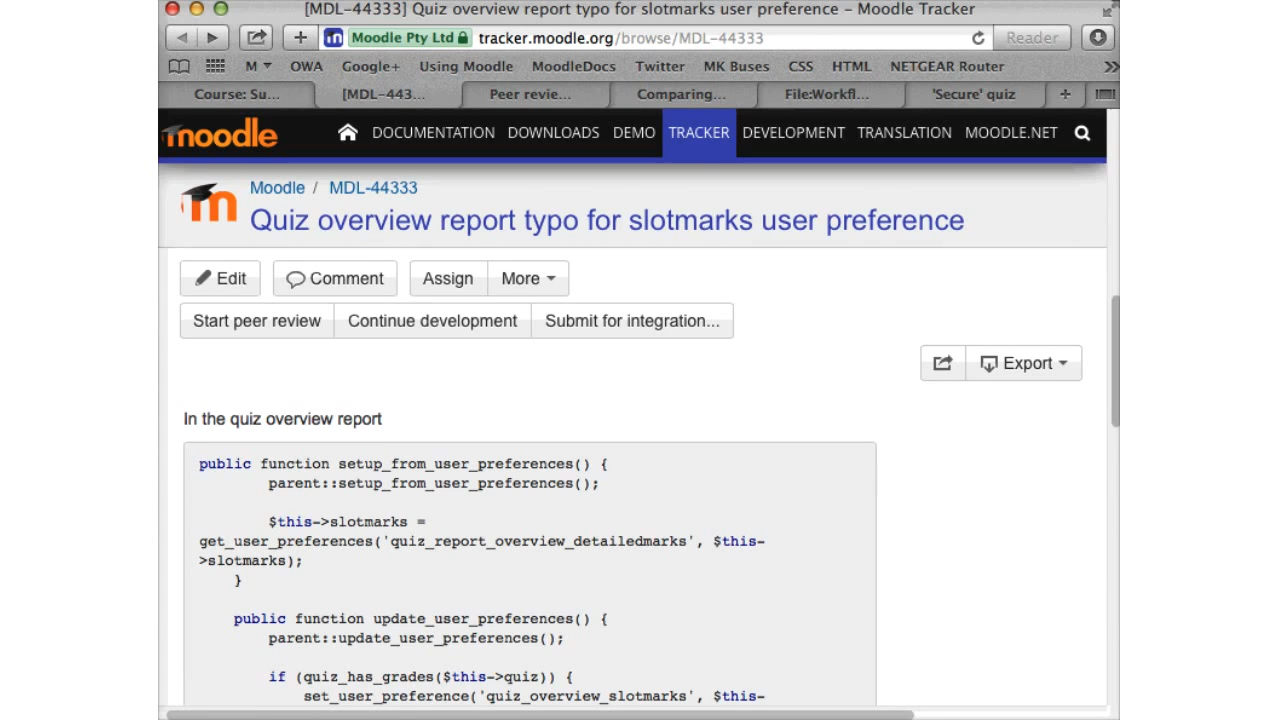 [MDL-44333] Quiz overview report typo for slotmarks user preference – Moodle Tracker
Moodle Pty Ltd tracker.moodle.org/browse/MDL-44333 Reader
M OWA Google+ Using Moodle MoodleDocs Twitter MK Buses CSS HTML NETGEAR Router
Course: Su... [MDL-443... Peer revie... Comparing... File:Workfl... 'Secure' quiz
moodle DOCUMENTATION DOWNLOADS DEMO TRACKER DEVELOPMENT TRANSLATION MOODLE.NET
Moodle / MDL-44333
Quiz overview report typo for slotmarks user preference
Edit Comment Assign More
Start peer review Continue development Submit for integration...
Export
In the quiz overview report
public function setup_from_user_preferences() {
parent::setup_from_user_preferences();
$this->slotmarks =
get_user_preferences('quiz_report_overview_detailedmarks', $this-
>slotmarks);
}
public function update_user_preferences() {
parent::update_user_preferences();
if (quiz_has_grades($this->quiz)) {
set_user_preference('quiz_overview_slotmarks', $this-